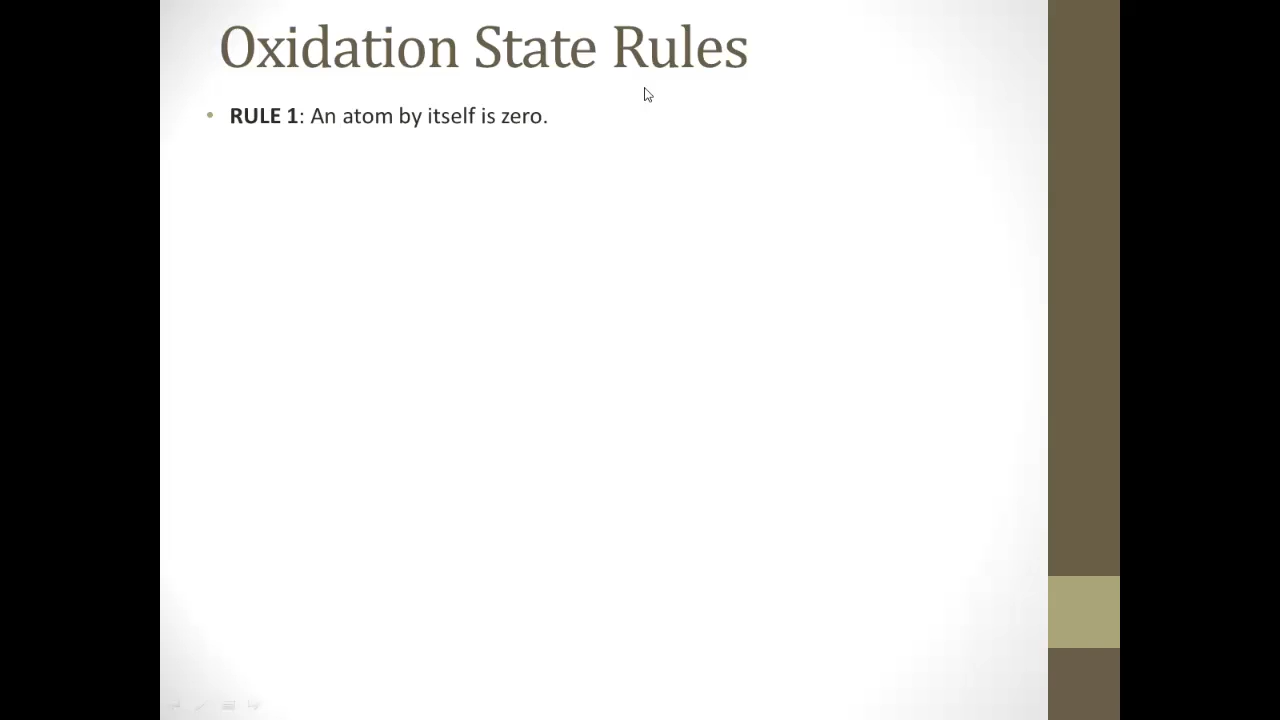 Oxidation State Rules
• RULE 1: An atom by itself is zero.